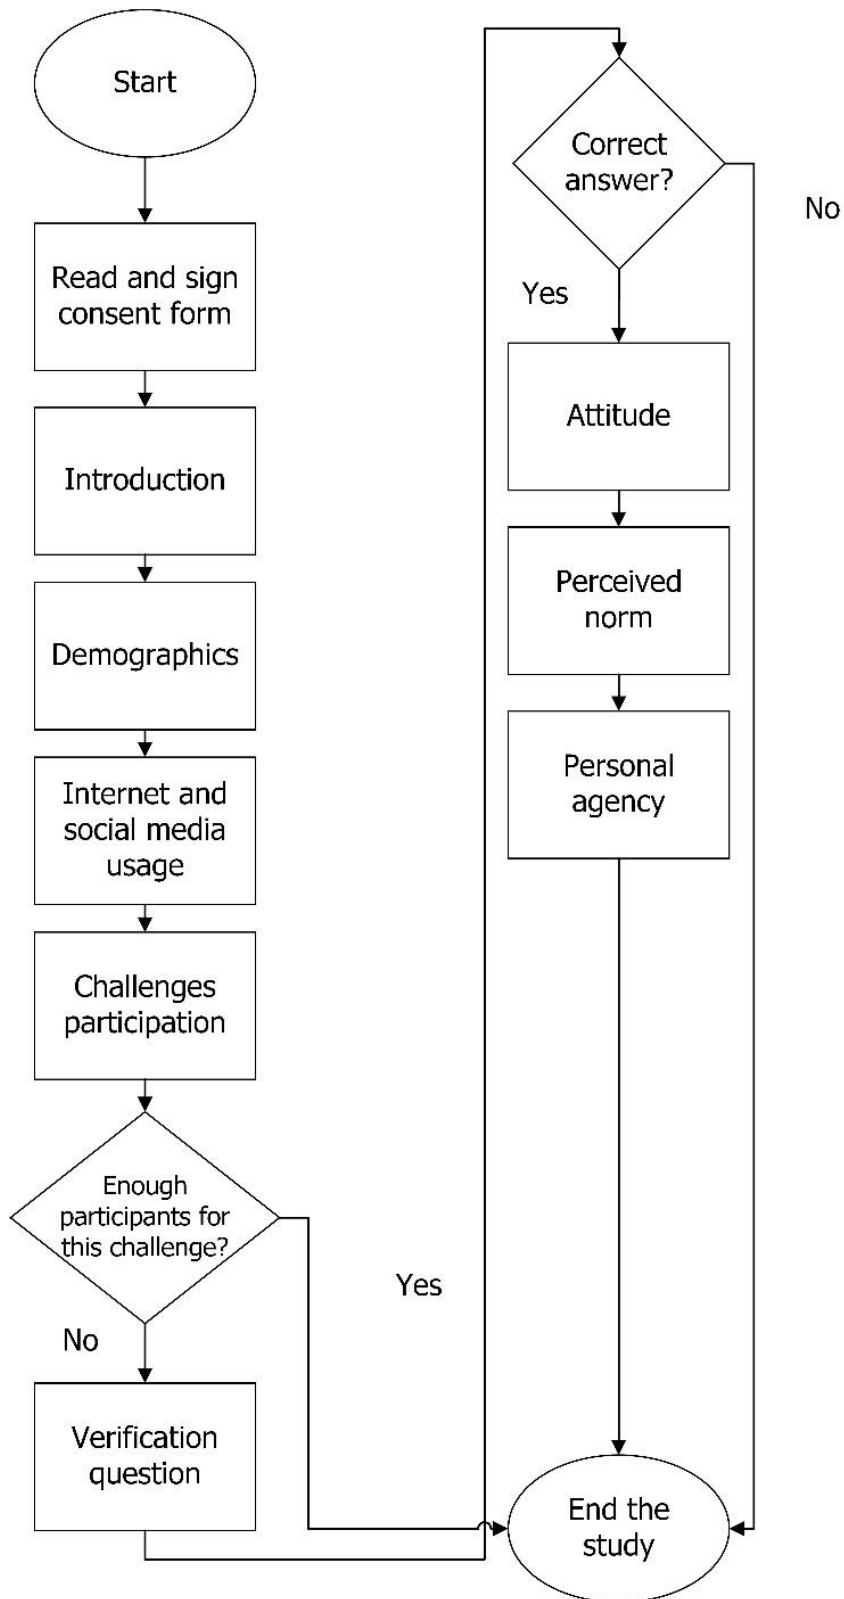 Start
Read and sign
consent form
Introduction
Demographics
Internet and
social media
usage
Challenges
participation
Enough
participants for
this challenge?
No
Yes
Verification
question
Correct
answer?
No
Yes
Attitude
Perceived
norm
Personal
agency
End the
study